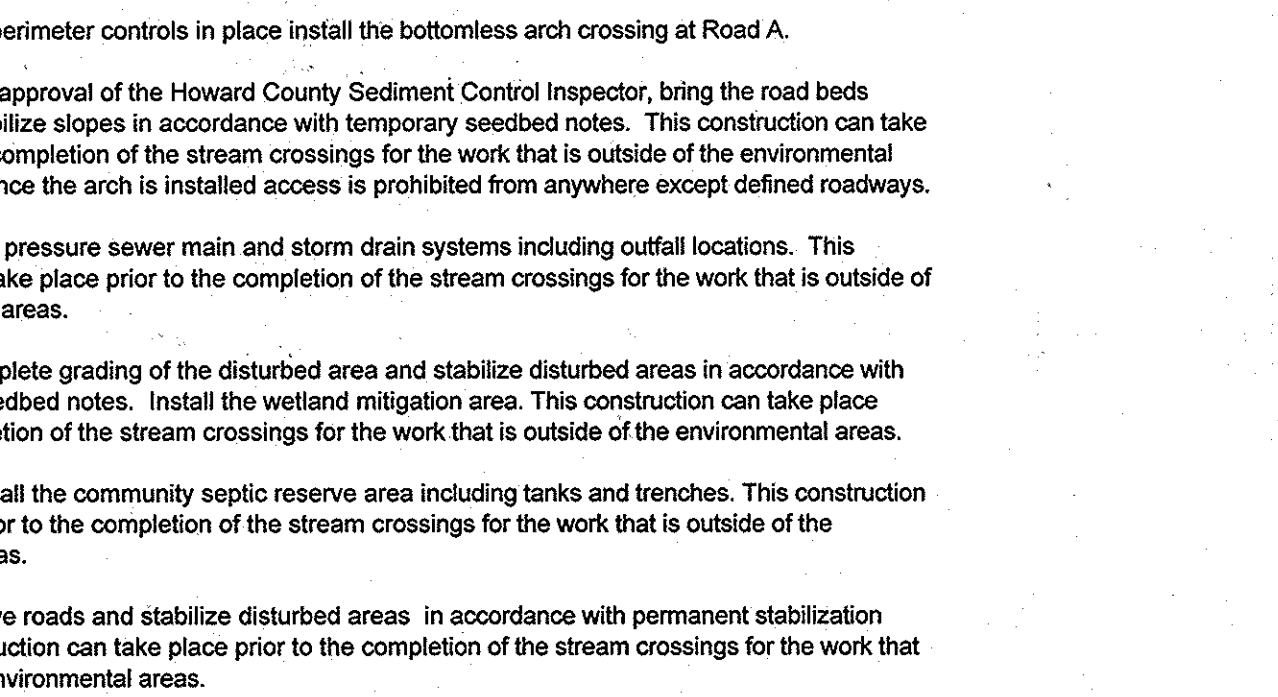 perimeter controls in place install the bottomless arch crossing at Road A.
approval of the Howard County Sediment Control Inspector, bring the road beds
bilize slopes in accordance with temporary seedbed notes. This construction can take
completion of the stream crossings for the work that is outside of the environmental
nce the arch is installed access is prohibited from anywhere except defined roadways.
pressure sewer main and storm drain systems including outfall locations. This
ake place prior to the completion of the stream crossings for the work that is outside of
areas.
plete grading of the disturbed area and stabilize disturbed areas in accordance with
edbed notes. Install the wetland mitigation area. This construction can take place
etion of the stream crossings for the work that is outside of the environmental areas.
all the community septic reserve area including tanks and trenches. This construction
or to the completion of the stream crossings for the work that is outside of the
as.
ve roads and stabilize disturbed areas in accordance with permanent stabilization
uction can take place prior to the completion of the stream crossings for the work that
nvironmental areas.